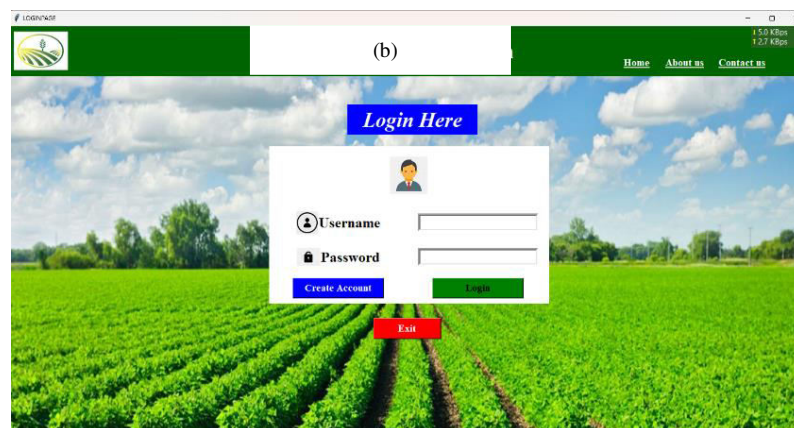 LOGINPAGE
(b)
↓ 5.0 KBps
↑ 2.7 KBps
Home About us Contact us
Login Here
Username
Password
Create Account Login
Exit